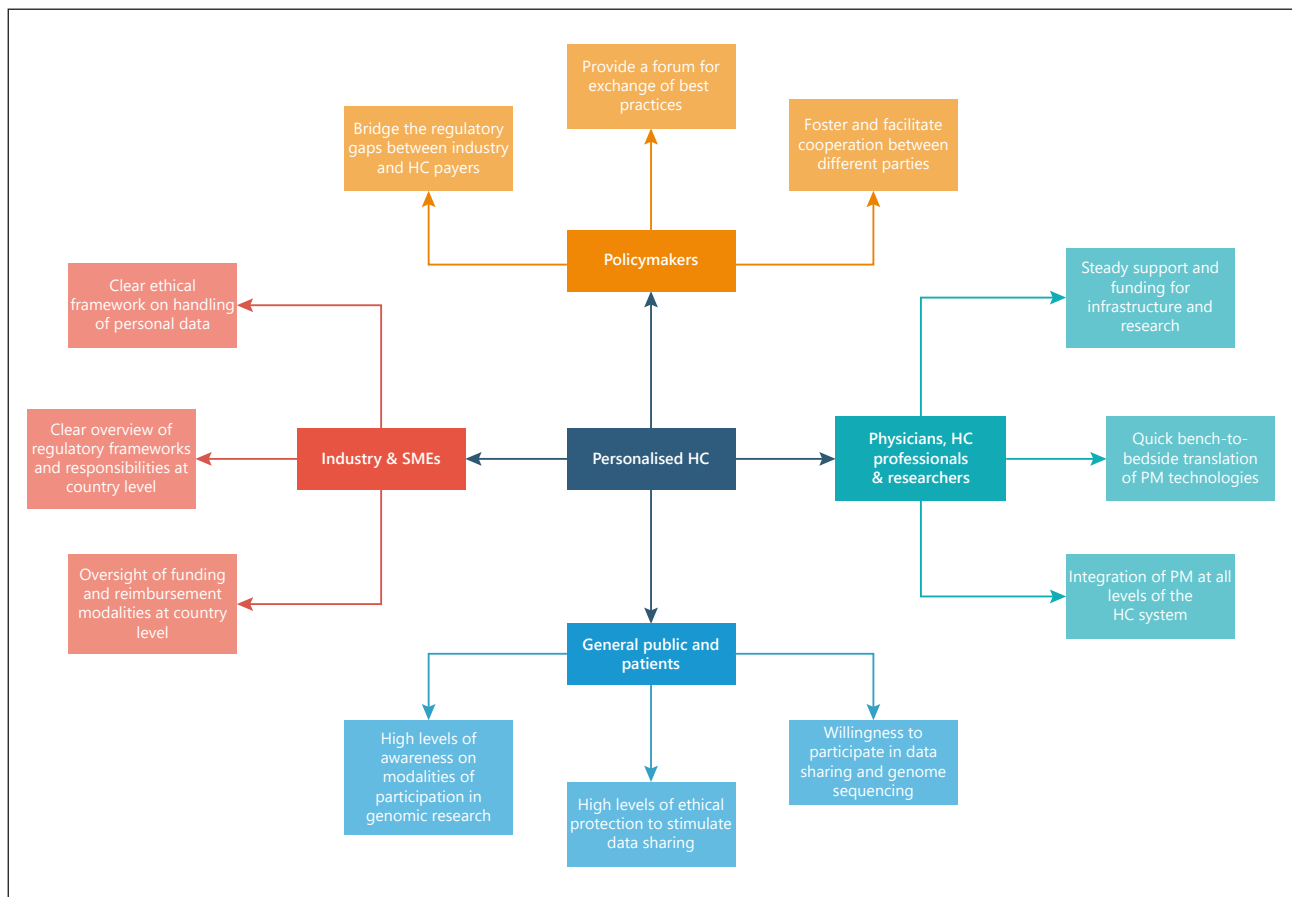 Provide a forum for
exchange of best
practices
Bridge the regulatory
gaps between industry
and HC payers
Foster and facilitate
cooperation between
different parties
Policymakers
Clear ethical
framework on handling
of personal data
Steady support and
funding for
infrastructure and
research
Clear overview of
regulatory frameworks
and responsibilities at
country level
Industry & SMEs
Personalised HC
Physicians, HC
professionals
& researchers
Quick bench-to-
bedside translation
of PM technologies
Oversight of funding
and reimbursement
modalities at country
level
Integration of PM at all
levels of the
HC system
General public and
patients
High levels of
awareness on
modalities of
participation in
genomic research
High levels of ethical
protection to stimulate
data sharing
Willingness to
participate in data
sharing and genome
sequencing